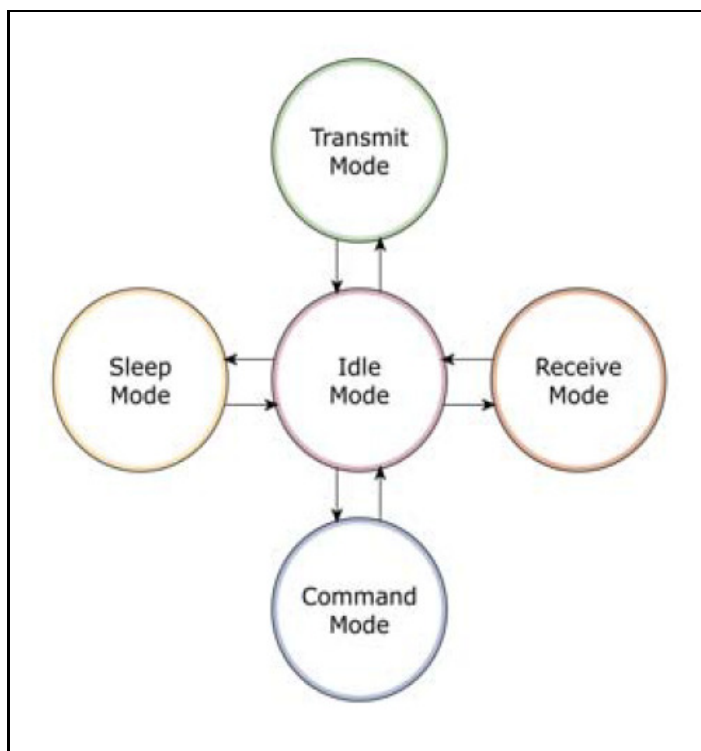 Transmit
Mode
Sleep
Mode
Idle
Mode
Receive
Mode
Command
Mode